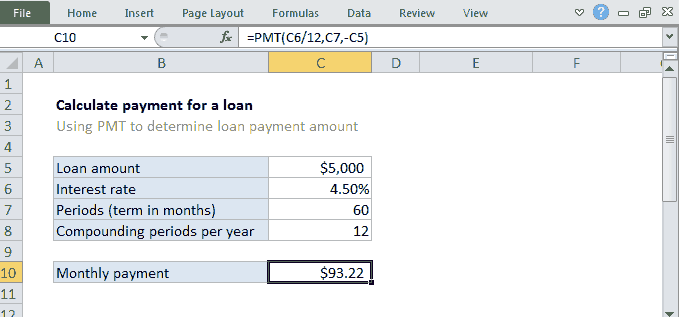 File Home Insert Page Layout Formulas Data Review View ?
C10 fx =PMT(C6/12,C7,-C5)
A B C D E F
1
2 Calculate payment for a loan
3 Using PMT to determine loan payment amount
4
5 Loan amount $5,000
6 Interest rate 4.50%
7 Periods (term in months) 60
8 Compounding periods per year 12
9
10 Monthly payment $93.22
11
12